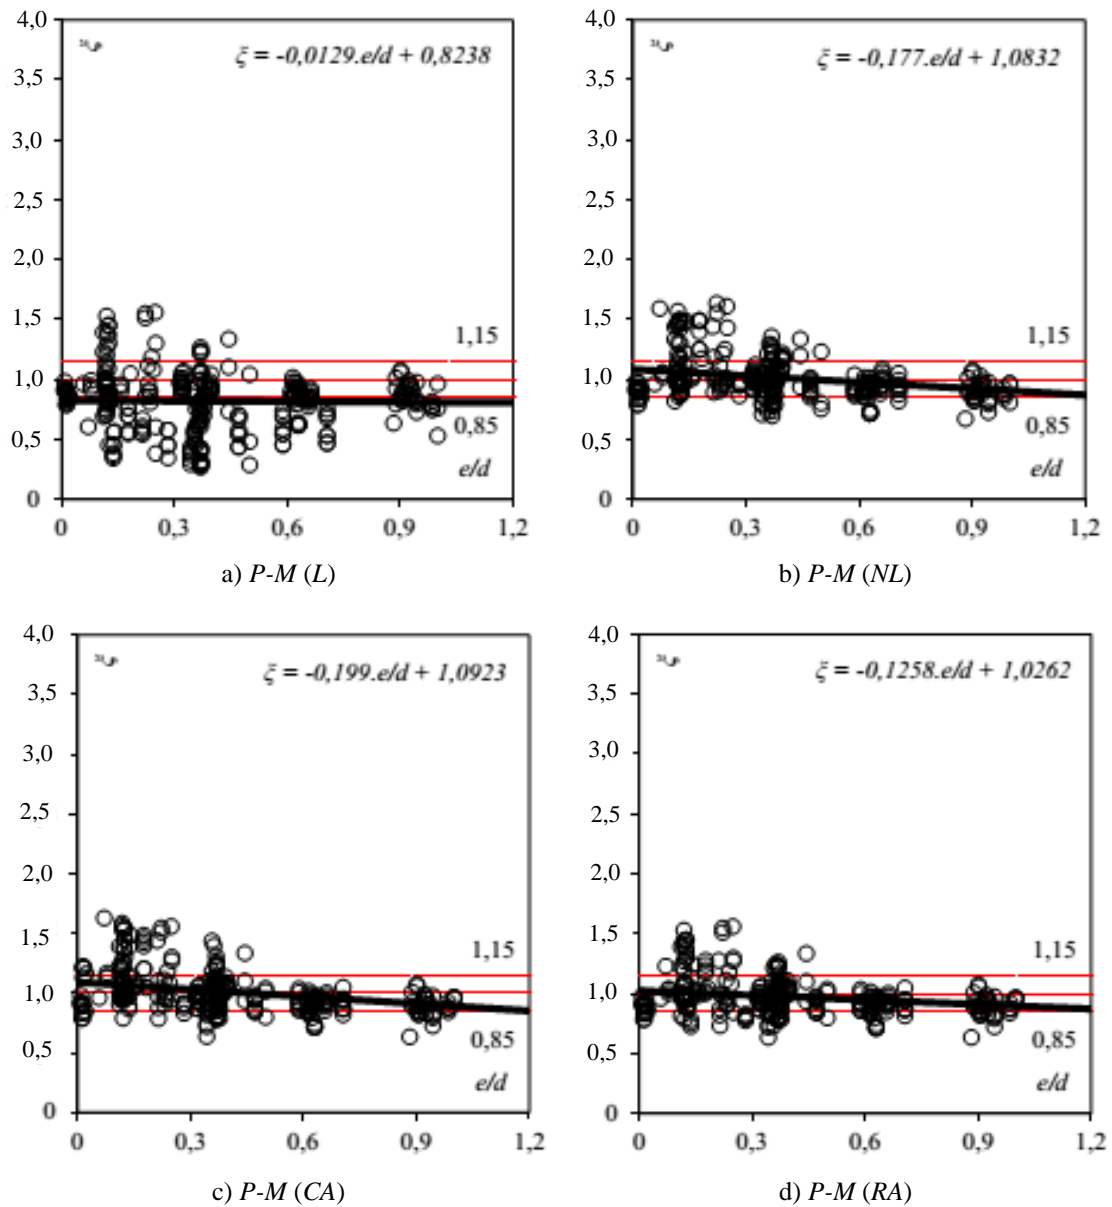 4,0
ξ
ξ = -0,0129.e/d + 0,8238
3,5
3,0
2,5
2,0
1,5
1,15
1,0
0,85
0,5
e/d
0
0 0,3 0,6 0,9 1,2
a) P-M (L)
4,0
ξ
ξ = -0,177.e/d + 1,0832
3,5
3,0
2,5
2,0
1,5
1,15
1,0
0,85
0,5
e/d
0
0 0,3 0,6 0,9 1,2
b) P-M (NL)
4,0
ξ
ξ = -0,199.e/d + 1,0923
3,5
3,0
2,5
2,0
1,5
1,15
1,0
0,85
0,5
e/d
0
0 0,3 0,6 0,9 1,2
c) P-M (CA)
4,0
ξ
ξ = -0,1258.e/d + 1,0262
3,5
3,0
2,5
2,0
1,5
1,15
1,0
0,85
0,5
e/d
0
0 0,3 0,6 0,9 1,2
d) P-M (RA)